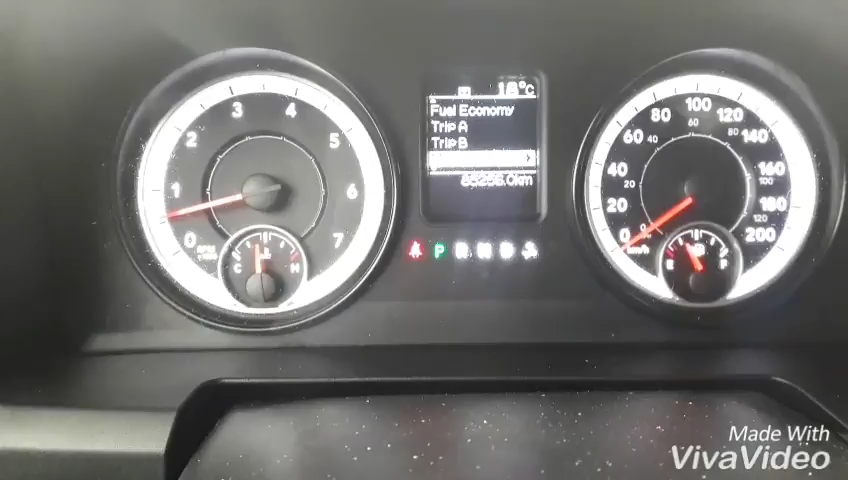 18°C
Fuel Economy
Trip A
Trip B
0 1 2 3 4 5 6 7
C H
P R N D
0 20 40 60 80 100 120 140 160 180 200
20 40 60 80 100 120
km/h
E F
Made With
VivaVideo